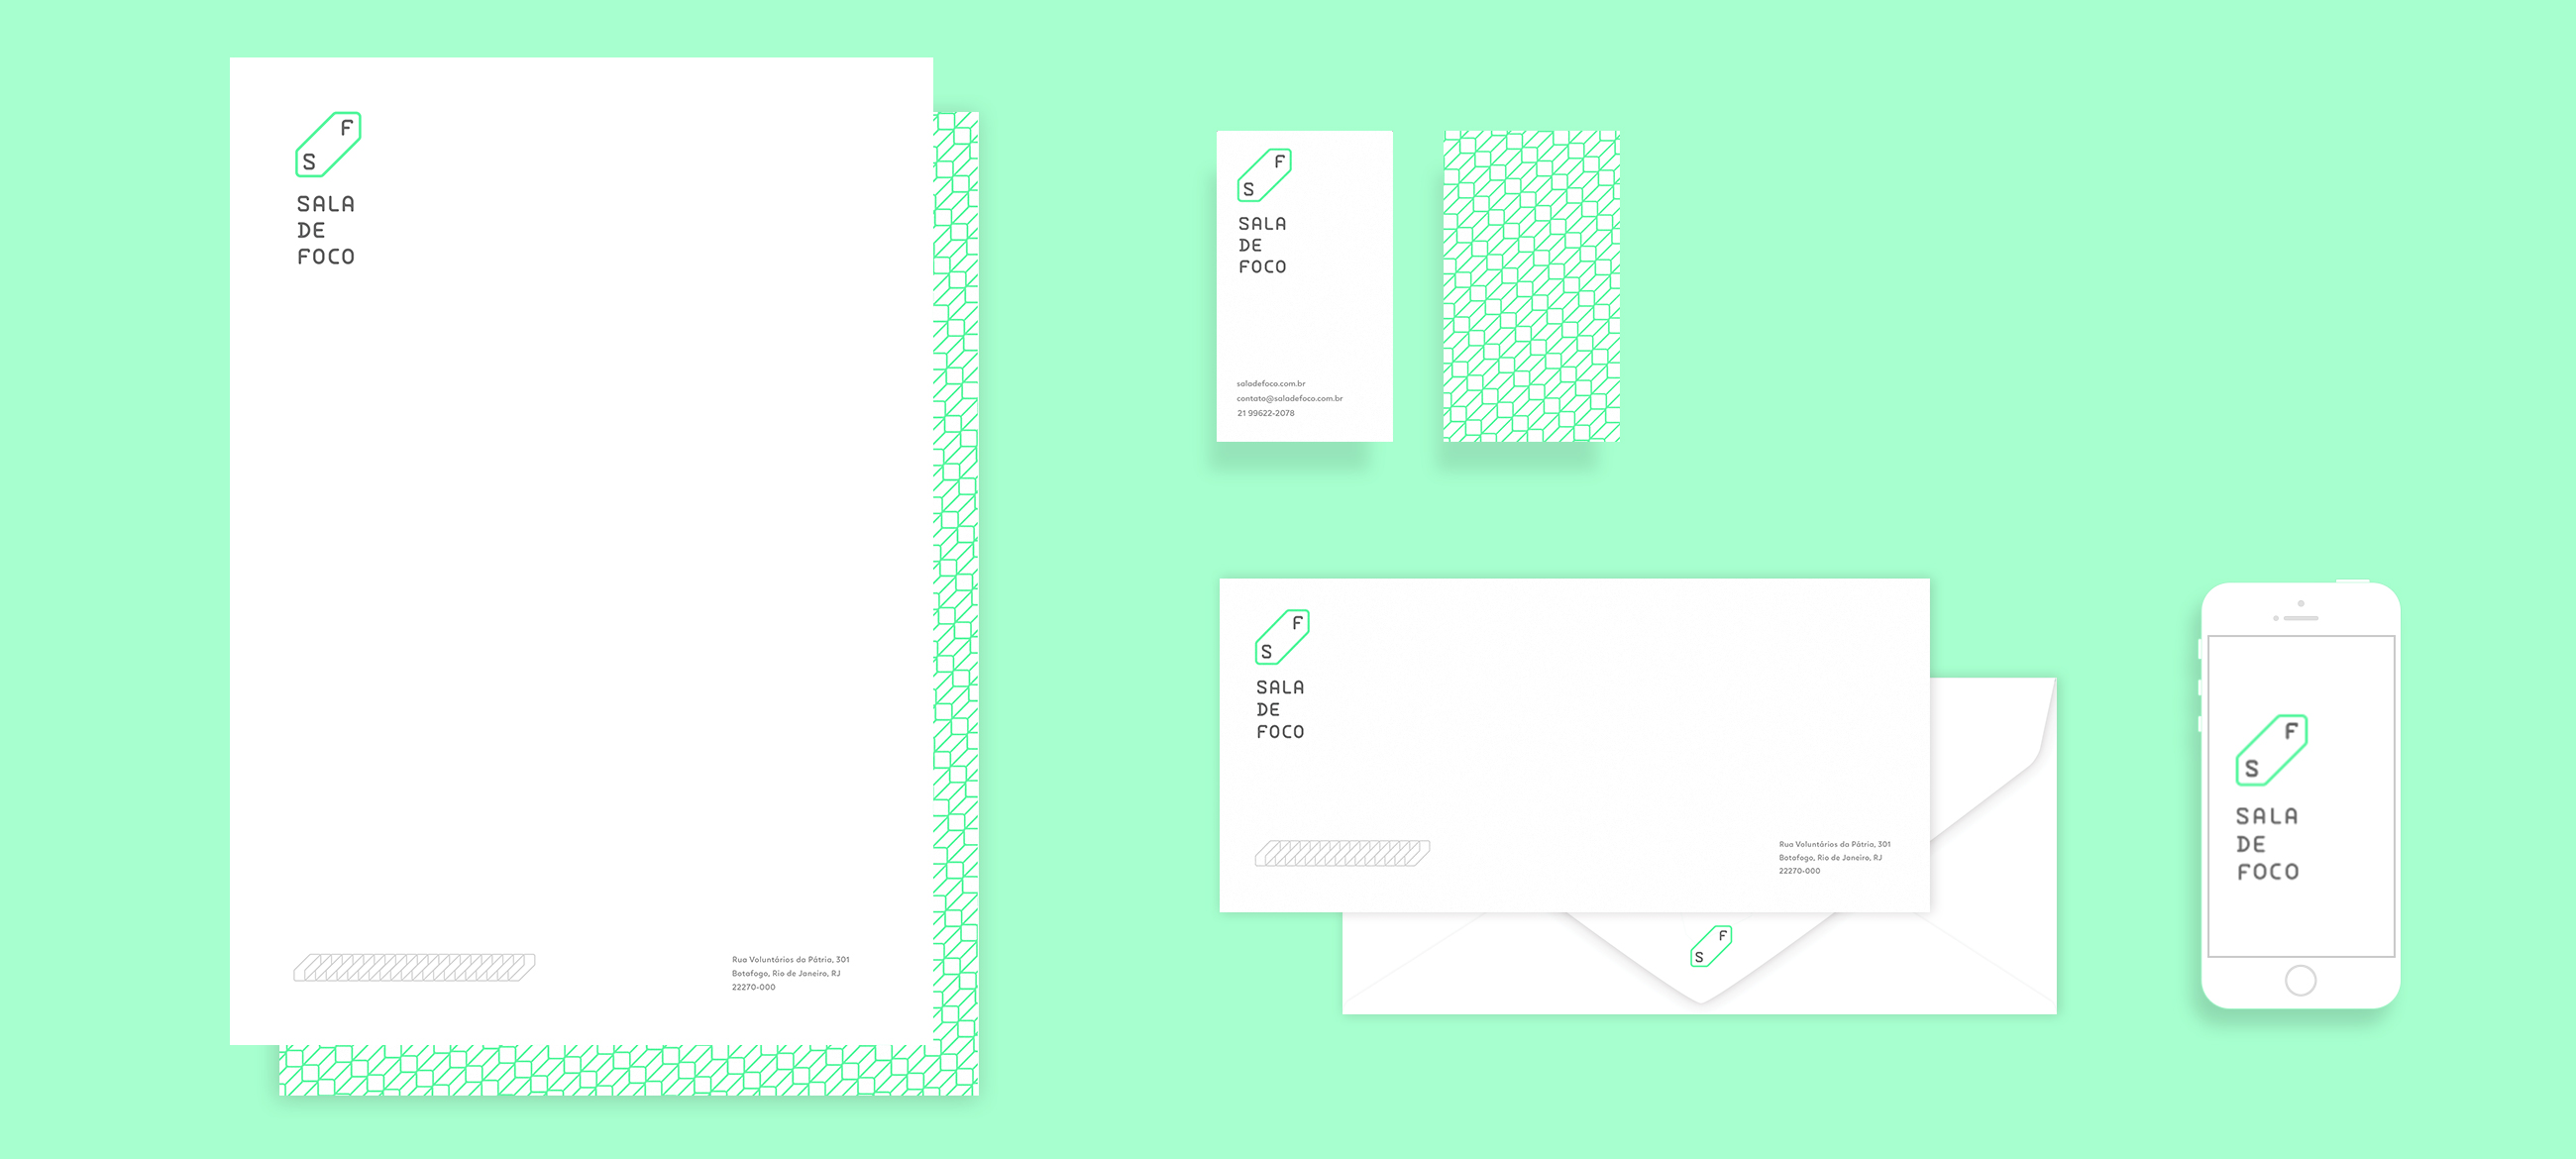 F
S
SALA
DE
FOCO
Rua Voluntários da Pátria, 301
Botafogo, Rio de Janeiro, RJ
22270-000
F
S
SALA
DE
FOCO
saladefoco.com.br
contato@saladefoco.com.br
21 99622-2078
F
S
SALA
DE
FOCO
Rua Voluntários da Pátria, 301
Botafogo, Rio de Janeiro, RJ
22270-000
F
S
F
S
SALA
DE
FOCO